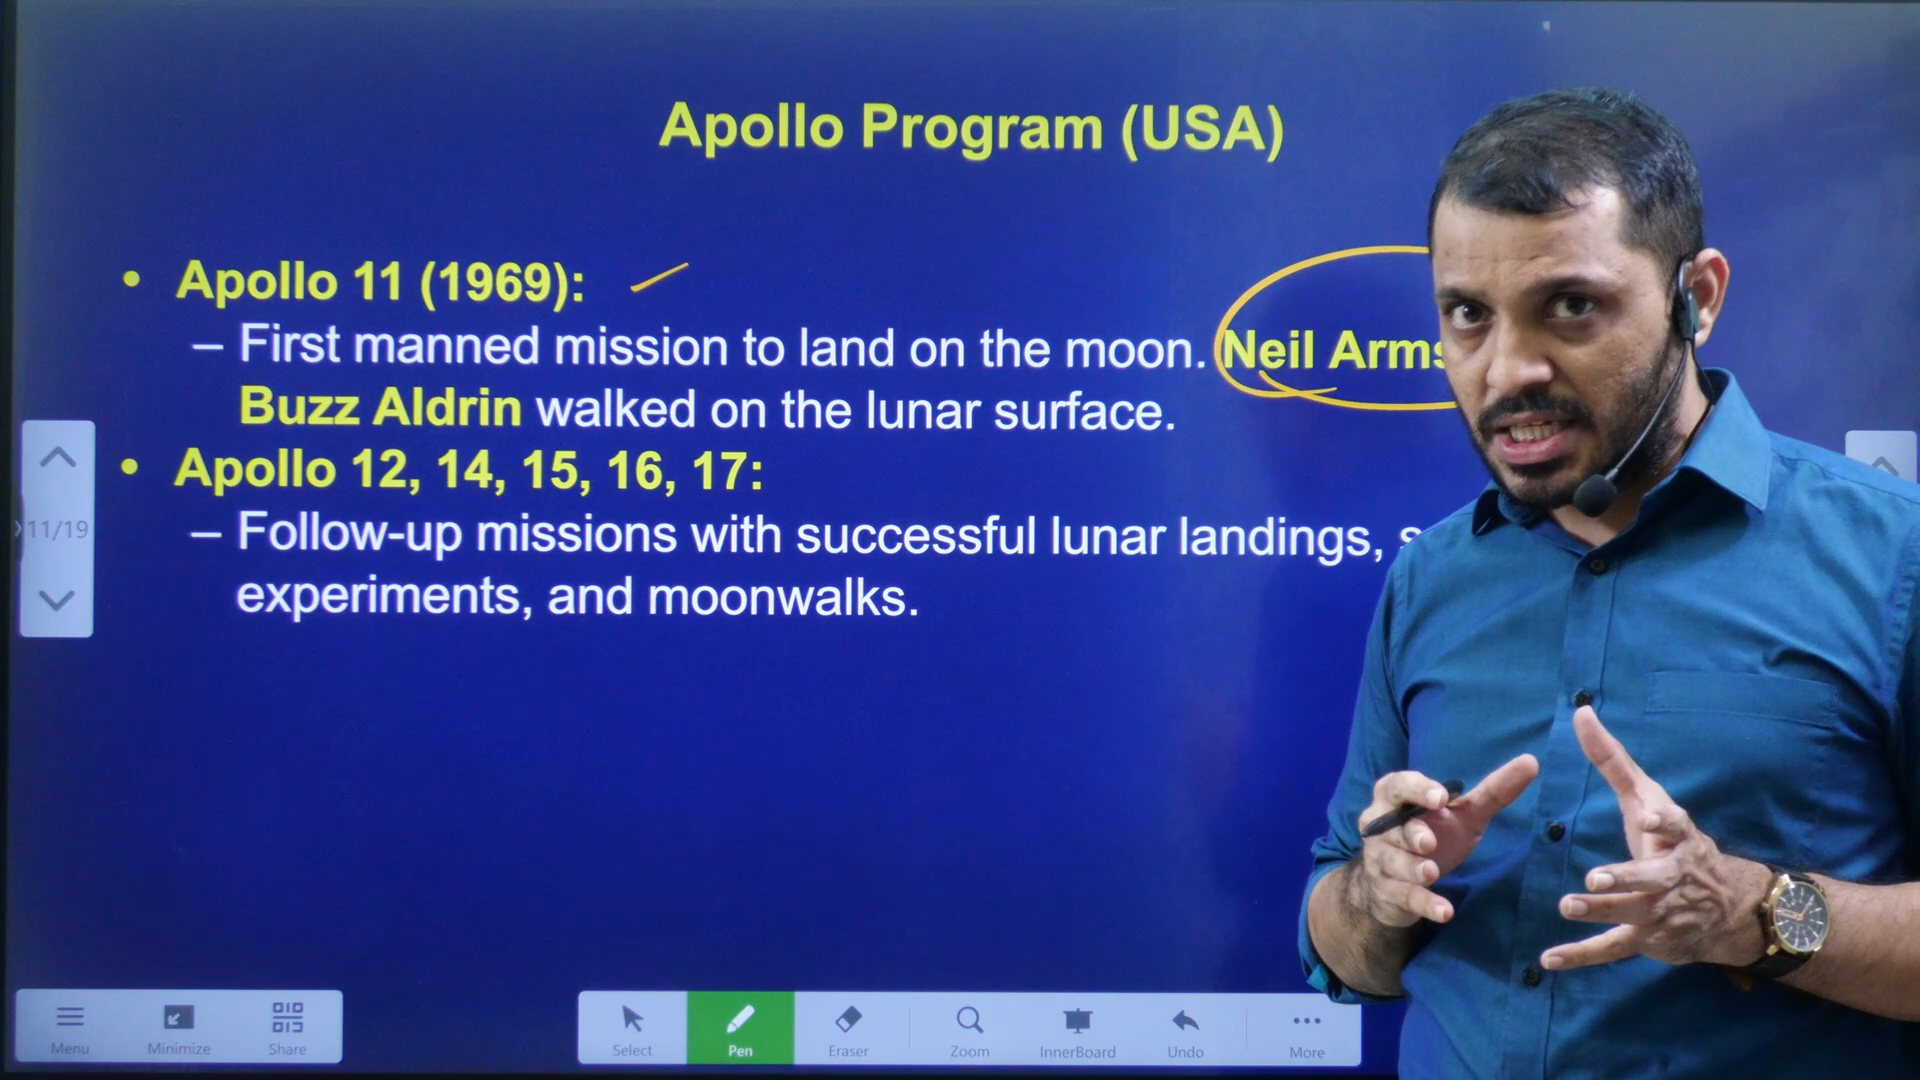 Apollo Program (USA)
• Apollo 11 (1969):
– First manned mission to land on the moon. Neil
Buzz Aldrin walked on the lunar surface.
• Apollo 12, 14, 15, 16, 17:
– Follow-up missions with successful lunar landings,
experiments, and moonwalks.
11/19
Menu Minimize Share Select Pen Eraser Zoom InnerBoard Undo More